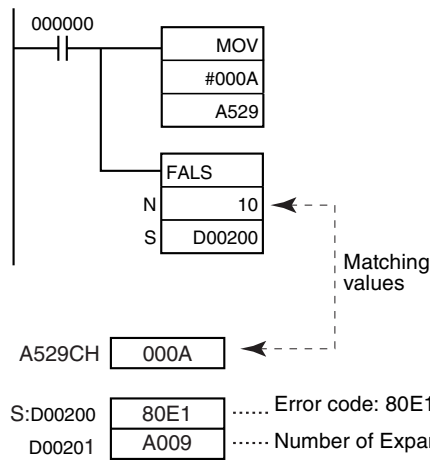 000000
MOV
#000A
A529
FALS
N 10
S D00200
Matching
values
A529CH 000A
S:D00200 80E1 ...... Error code: 80E1
D00201 A009 ...... Number of Expan